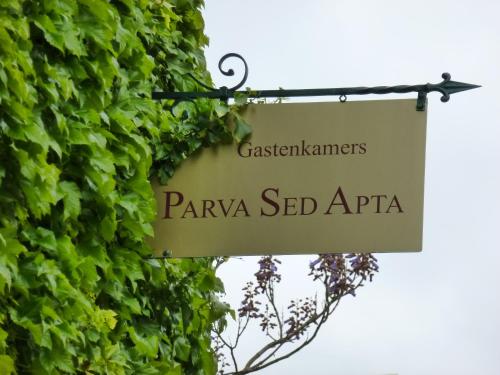 Gastenkamers
Parva Sed Apta